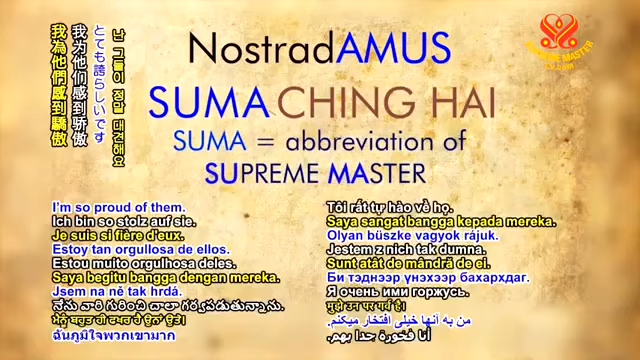 NostradAMUS
SUMA CHING HAI
SUMA = abbreviation of
SUPREME MASTER
SUPREME MASTER
TV.com
我為他們感到驕傲
我为他们感到骄傲
とても誇らしいです
난 그들이 정말 대견해요
I'm so proud of them.
Ich bin so stolz auf sie.
Je suis si fière d'eux.
Estoy tan orgullosa de ellos.
Estou muito orgulhosa deles.
Saya begitu bangga dengan mereka.
Jsem na ně tak hrdá.
నేను వారి గురించి చాలా గర్వపడుతున్నాను.
ਮੈਨੂੰ ਬਹੁਤ ਹੀ ਫਖਰ ਹੈ ਉਨਾਂ ਉਤੇ।
ฉันภูมิใจพวกเขามาก
Tôi rất tự hào về họ.
Saya sangat bangga kepada mereka.
Olyan büszke vagyok rájuk.
Jestem z nich tak dumna.
Sunt atât de mândră de ei.
Би тэднээр үнэхээр бахархдаг.
Я очень ими горжусь.
मुझे उन पर गर्व है।
من به آنها خیلی افتخار میکنم.
أنا فخورة جدا بهم.